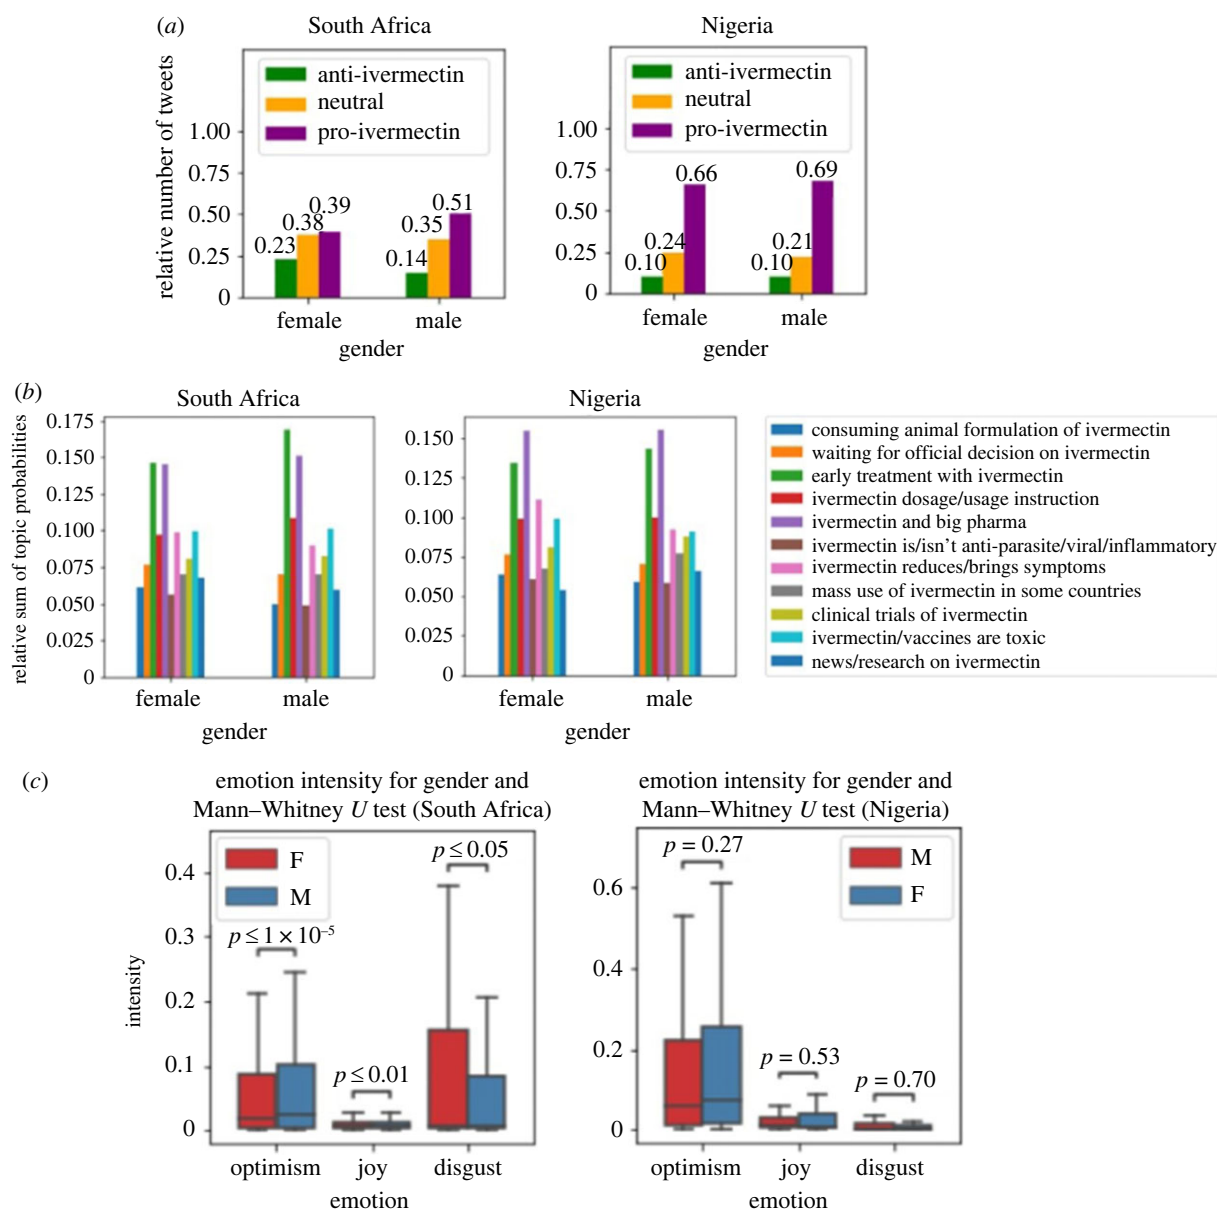 (a)
South Africa
Nigeria
relative number of tweets
anti-ivermectin
neutral
pro-ivermectin
1.00
0.75
0.50
0.25
0
0.23
0.38
0.39
0.14
0.35
0.51
female
male
gender
anti-ivermectin
neutral
pro-ivermectin
1.00
0.75
0.50
0.25
0
0.10
0.24
0.66
0.10
0.21
0.69
female
male
gender
(b)
South Africa
Nigeria
relative sum of topic probabilities
0.175
0.150
0.125
0.100
0.075
0.050
0.025
0
female
male
gender
0.150
0.125
0.100
0.075
0.050
0.025
0
female
male
gender
consuming animal formulation of ivermectin
waiting for official decision on ivermectin
early treatment with ivermectin
ivermectin dosage/usage instruction
ivermectin and big pharma
ivermectin is/isn't anti-parasite/viral/inflammatory
ivermectin reduces/brings symptoms
mass use of ivermectin in some countries
clinical trials of ivermectin
ivermectin/vaccines are toxic
news/research on ivermectin
(c)
emotion intensity for gender and
Mann–Whitney U test (South Africa)
F
M
intensity
0.4
0.3
0.2
0.1
0
p ≤ 1 × 10⁻⁵
p ≤ 0.01
p ≤ 0.05
optimism
joy
disgust
emotion
emotion intensity for gender and
Mann–Whitney U test (Nigeria)
M
F
0.6
0.4
0.2
0
p = 0.27
p = 0.53
p = 0.70
optimism
joy
disgust
emotion